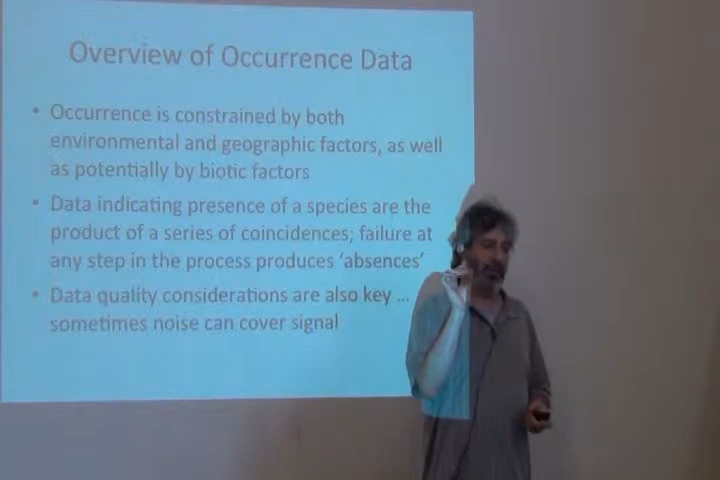 Overview of Occurrence Data
• Occurrence is constrained by both
environmental and geographic factors, as well
as potentially by biotic factors
• Data indicating presence of a species are the
product of a series of coincidences; failure at
any step in the process produces ‘absences’
• Data quality considerations are also key ...
sometimes noise can cover signal